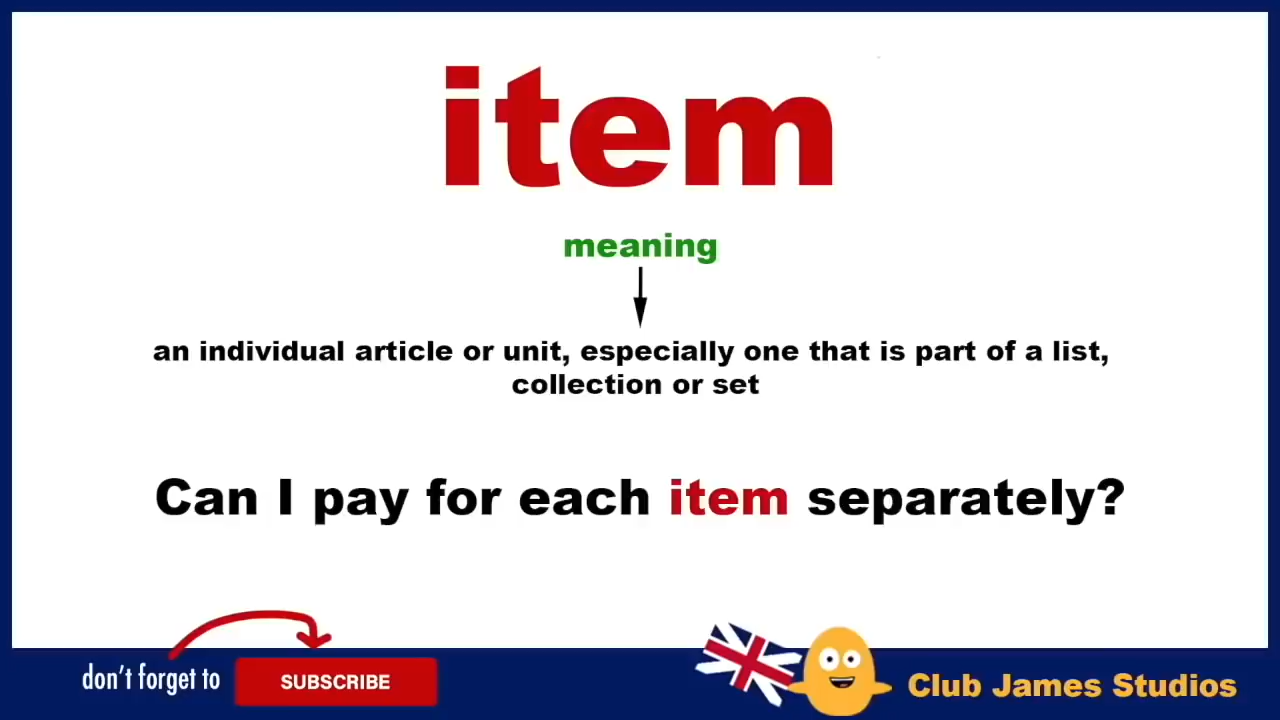 item
meaning
an individual article or unit, especially one that is part of a list,
collection or set
Can I pay for each item separately?
don't forget to
SUBSCRIBE
Club James Studios